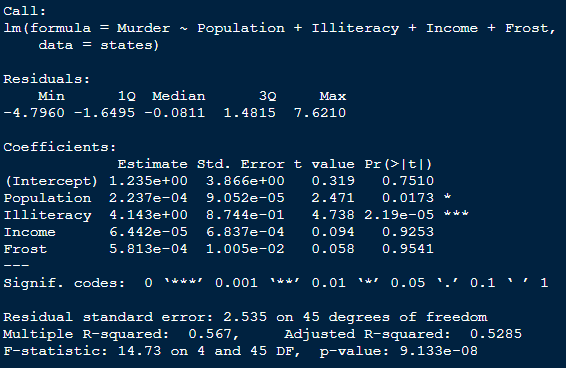 Call:
lm(formula = Murder ~ Population + Illiteracy + Income + Frost,
    data = states)

Residuals:
    Min      1Q  Median      3Q     Max
-4.7960 -1.6495 -0.0811  1.4815  7.6210

Coefficients:
             Estimate Std. Error t value Pr(>|t|)
(Intercept) 1.235e+00  3.866e+00   0.319   0.7510
Population  2.237e-04  9.052e-05   2.471   0.0173 *
Illiteracy  4.143e+00  8.744e-01   4.738 2.19e-05 ***
Income      6.442e-05  6.837e-04   0.094   0.9253
Frost       5.813e-04  1.005e-02   0.058   0.9541
---
Signif. codes:  0 ‘***’ 0.001 ‘**’ 0.01 ‘*’ 0.05 ‘.’ 0.1 ‘ ’ 1

Residual standard error: 2.535 on 45 degrees of freedom
Multiple R-squared:  0.567,     Adjusted R-squared:  0.5285
F-statistic: 14.73 on 4 and 45 DF,  p-value: 9.133e-08